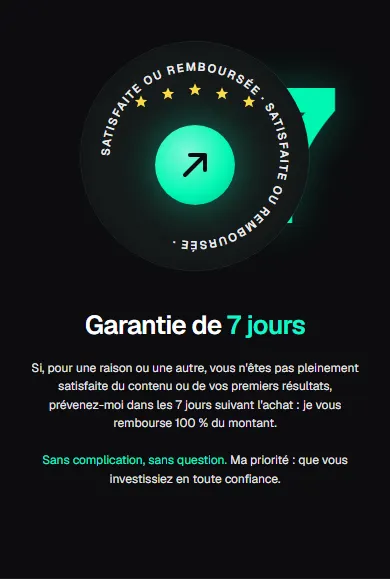 SATISFAITE OU REMBOURSÉE · SATISFAITE OU REMBOURSÉE ·
7
Garantie de 7 jours
Si, pour une raison ou une autre, vous n'êtes pas pleinement
satisfaite du contenu ou de vos premiers résultats,
prévenez-moi dans les 7 jours suivant l'achat : je vous
rembourse 100 % du montant.
Sans complication, sans question. Ma priorité : que vous
investissiez en toute confiance.